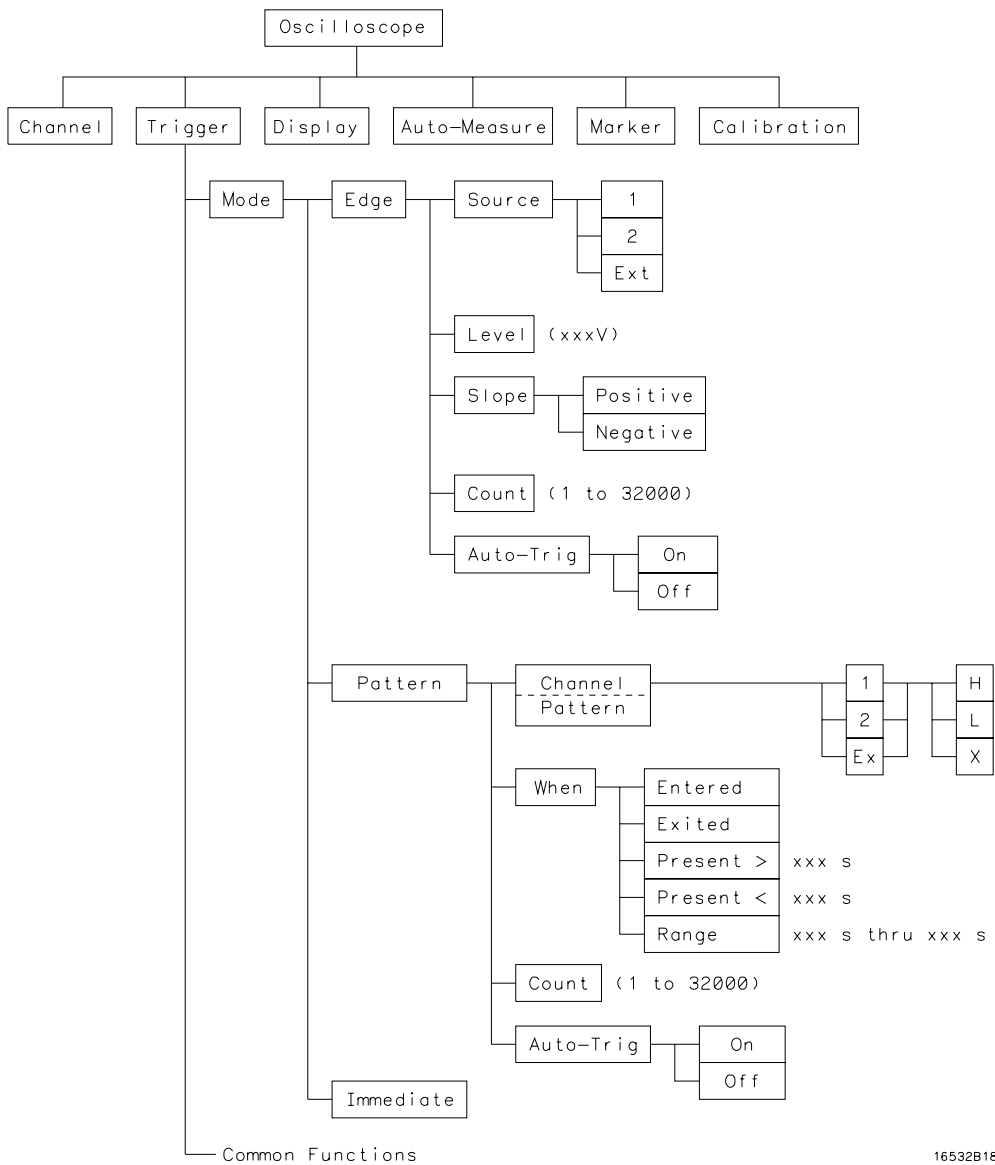 Oscilloscope
Channel Trigger Display Auto-Measure Marker Calibration
Mode Edge Source 1
2
Ext
Level (xxxV)
Slope Positive
Negative
Count (1 to 32000)
Auto-Trig On
Off
Pattern Channel 1 H
Pattern 2 L
Ex X
When Entered
Exited
Present > xxx s
Present < xxx s
Range xxx s thru xxx s
Count (1 to 32000)
Auto-Trig On
Off
Immediate
Common Functions
16532B18